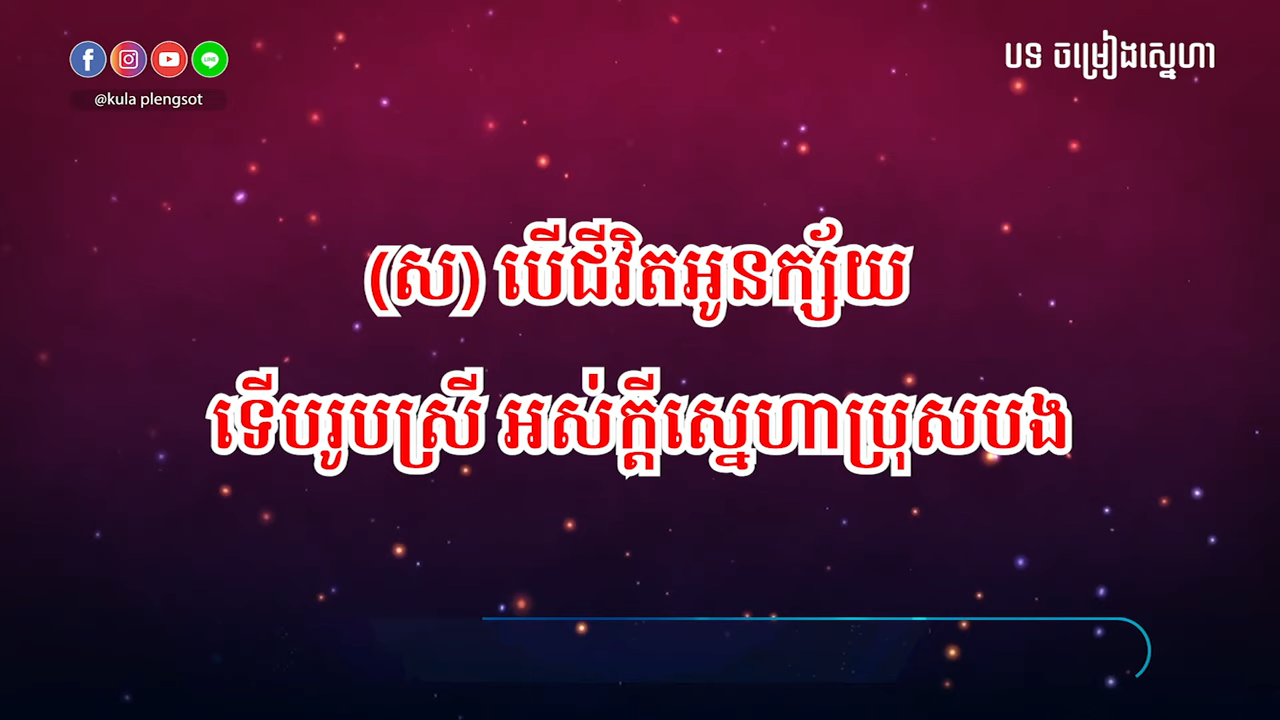 @kula plengsot
បទ ចម្រៀងស្នេហា
(ស) បើជីវិតអូនក្ស័យ
ទើបរូបស្រី អស់ក្ដីស្នេហាប្រុសបង